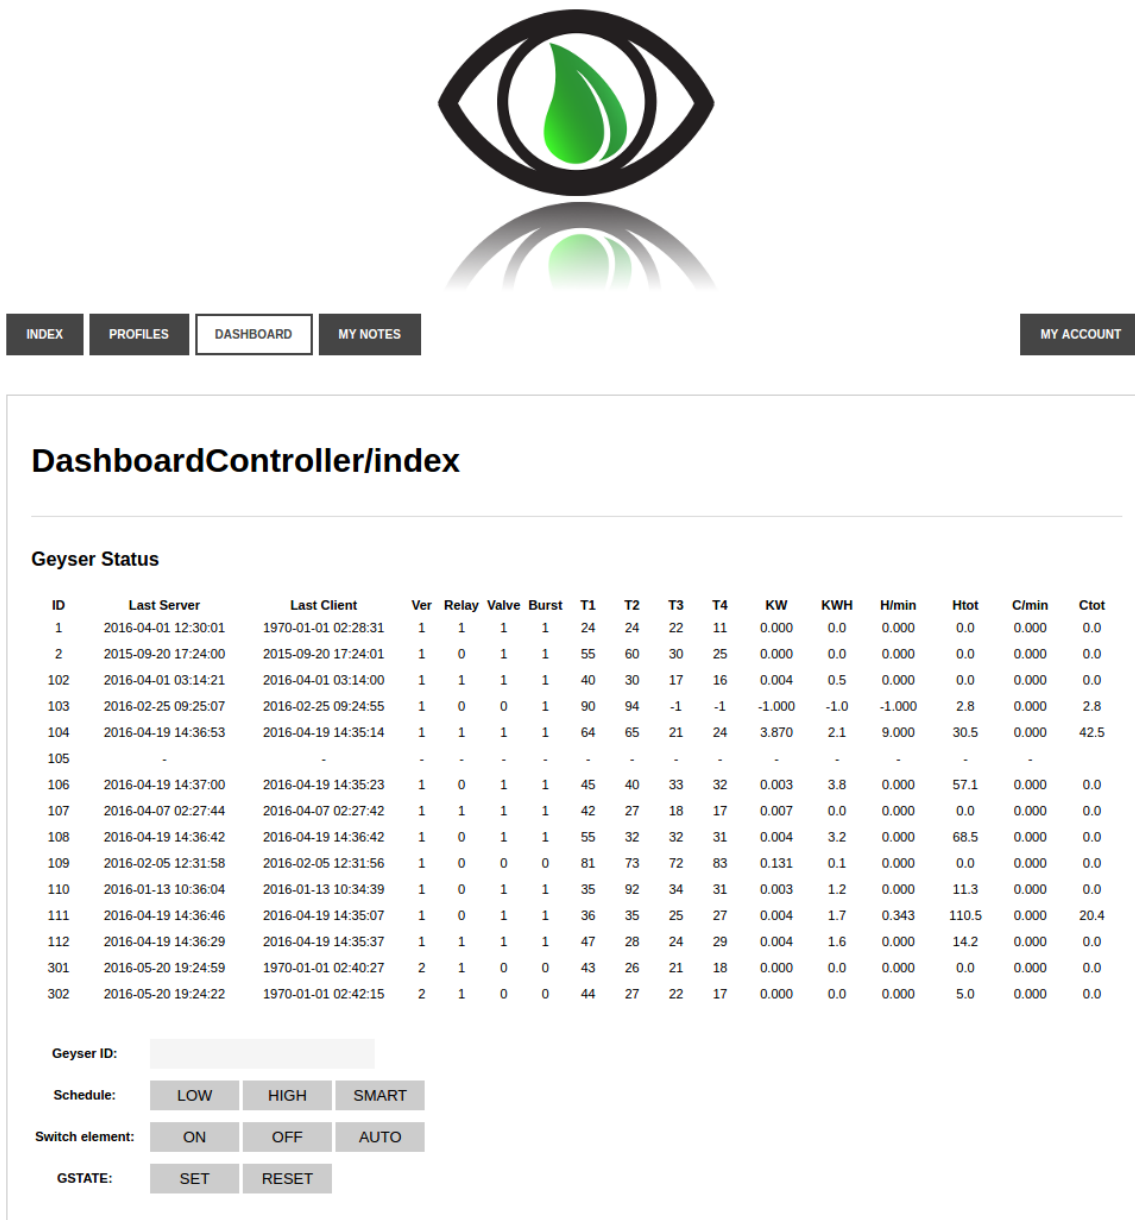 INDEX PROFILES DASHBOARD MY NOTES MY ACCOUNT
DashboardController/index
Geyser Status
ID Last Server Last Client Ver Relay Valve Burst T1 T2 T3 T4 KW KWH H/min Htot C/min Ctot
1 2016-04-01 12:30:01 1970-01-01 02:28:31 1 1 1 1 24 24 22 11 0.000 0.0 0.000 0.0 0.000 0.0
2 2015-09-20 17:24:00 2015-09-20 17:24:01 1 0 1 1 55 60 30 25 0.000 0.0 0.000 0.0 0.000 0.0
102 2016-04-01 03:14:21 2016-04-01 03:14:00 1 1 1 1 40 30 17 16 0.004 0.5 0.000 0.0 0.000 0.0
103 2016-02-25 09:25:07 2016-02-25 09:24:55 1 0 0 1 90 94 -1 -1 -1.000 -1.0 -1.000 2.8 0.000 2.8
104 2016-04-19 14:36:53 2016-04-19 14:35:14 1 1 1 1 64 65 21 24 3.870 2.1 9.000 30.5 0.000 42.5
105 - - - - - - - - - - - - - - -
106 2016-04-19 14:37:00 2016-04-19 14:35:23 1 0 1 1 45 40 33 32 0.003 3.8 0.000 57.1 0.000 0.0
107 2016-04-07 02:27:44 2016-04-07 02:27:42 1 1 1 1 42 27 18 17 0.007 0.0 0.000 0.0 0.000 0.0
108 2016-04-19 14:36:42 2016-04-19 14:36:42 1 0 1 1 55 32 32 31 0.004 3.2 0.000 68.5 0.000 0.0
109 2016-02-05 12:31:58 2016-02-05 12:31:56 1 0 0 0 81 73 72 83 0.131 0.1 0.000 0.0 0.000 0.0
110 2016-01-13 10:36:04 2016-01-13 10:34:39 1 0 1 1 35 92 34 31 0.003 1.2 0.000 11.3 0.000 0.0
111 2016-04-19 14:36:46 2016-04-19 14:35:07 1 0 1 1 36 35 25 27 0.004 1.7 0.343 110.5 0.000 20.4
112 2016-04-19 14:36:29 2016-04-19 14:35:37 1 1 1 1 47 28 24 29 0.004 1.6 0.000 14.2 0.000 0.0
301 2016-05-20 19:24:59 1970-01-01 02:40:27 2 1 0 0 43 26 21 18 0.000 0.0 0.000 0.0 0.000 0.0
302 2016-05-20 19:24:22 1970-01-01 02:42:15 2 1 0 0 44 27 22 17 0.000 0.0 0.000 5.0 0.000 0.0
Geyser ID:
Schedule: LOW HIGH SMART
Switch element: ON OFF AUTO
GSTATE: SET RESET